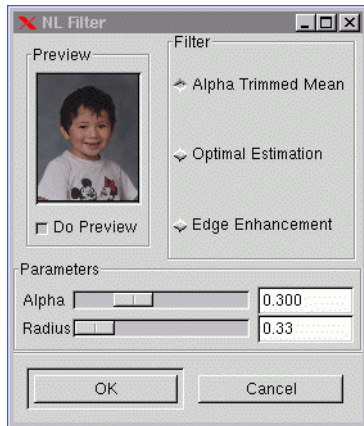 NL Filter
Preview
Filter
Alpha Trimmed Mean
Optimal Estimation
Do Preview
Edge Enhancement
Parameters
Alpha 0.300
Radius 0.33
OK Cancel